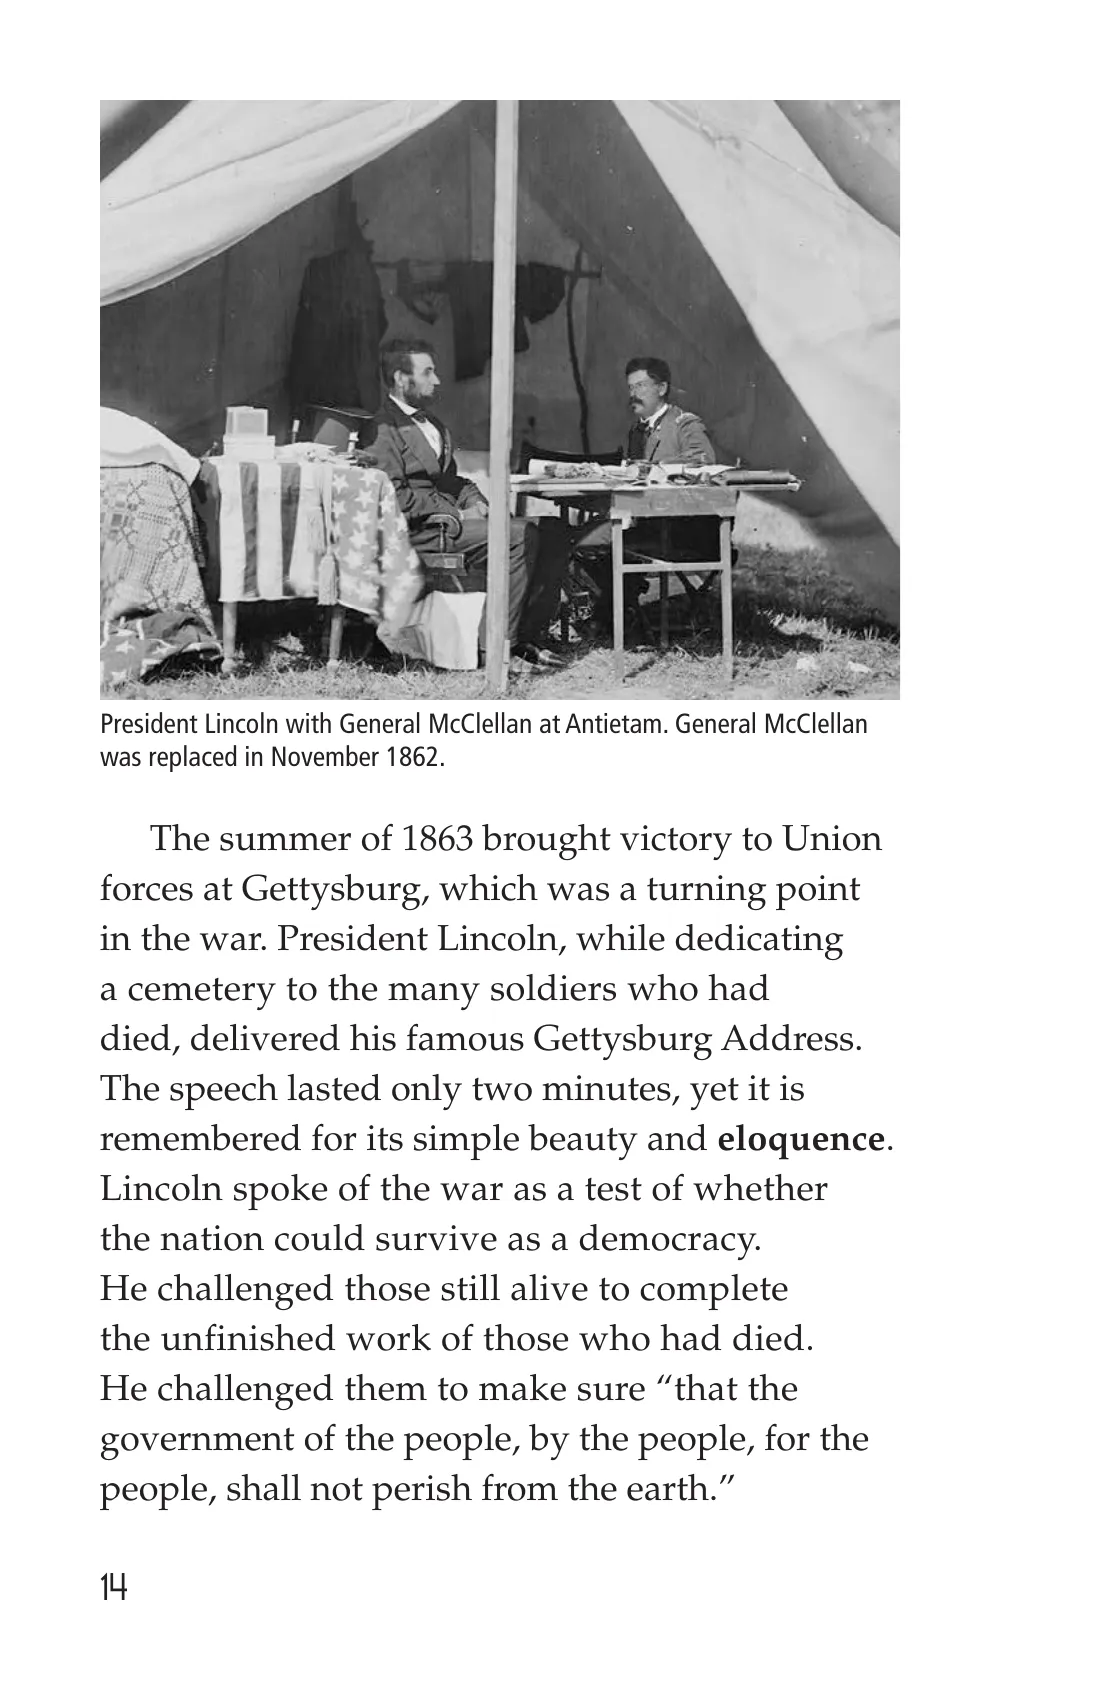 President Lincoln with General McClellan at Antietam. General McClellan
was replaced in November 1862.
The summer of 1863 brought victory to Union
forces at Gettysburg, which was a turning point
in the war. President Lincoln, while dedicating
a cemetery to the many soldiers who had
died, delivered his famous Gettysburg Address.
The speech lasted only two minutes, yet it is
remembered for its simple beauty and eloquence.
Lincoln spoke of the war as a test of whether
the nation could survive as a democracy.
He challenged those still alive to complete
the unfinished work of those who had died.
He challenged them to make sure “that the
government of the people, by the people, for the
people, shall not perish from the earth.”
14